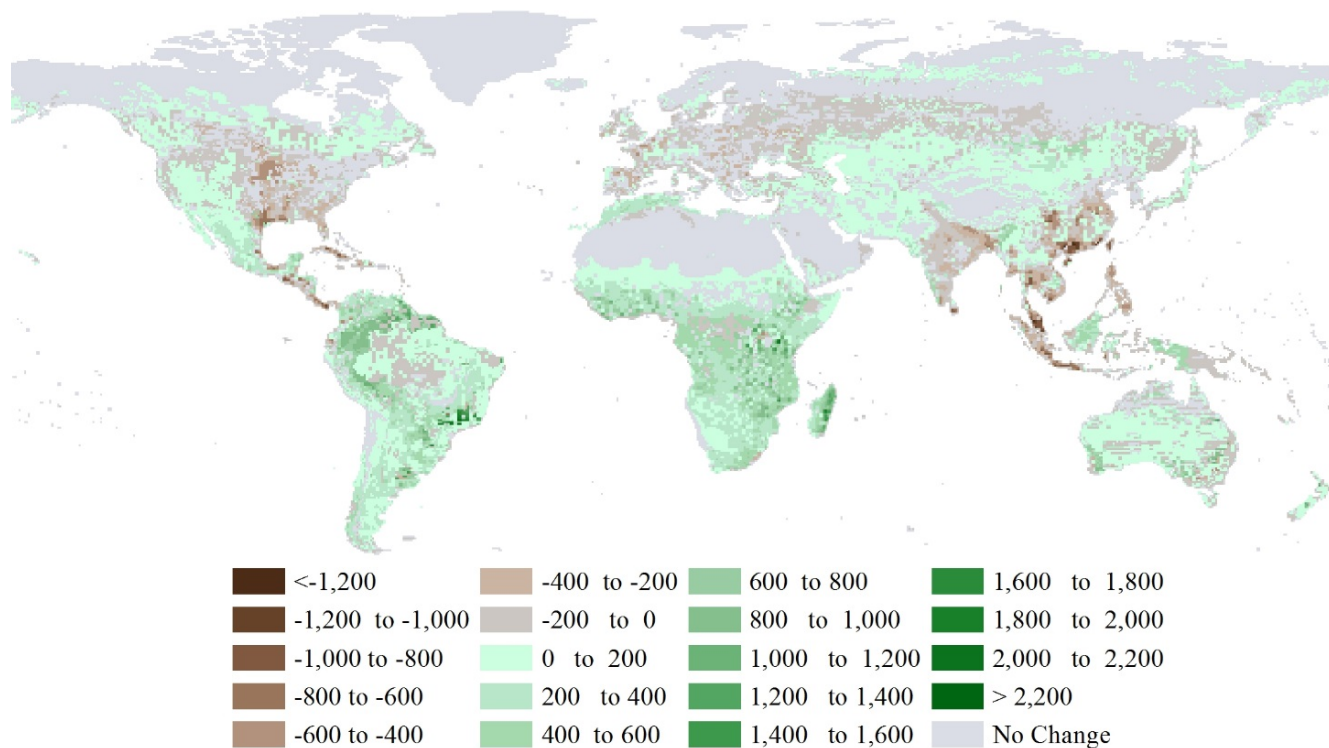 <-1,200
-1,200 to -1,000
-1,000 to -800
-800 to -600
-600 to -400
-400 to -200
-200 to 0
0 to 200
200 to 400
400 to 600
600 to 800
800 to 1,000
1,000 to 1,200
1,200 to 1,400
1,400 to 1,600
1,600 to 1,800
1,800 to 2,000
2,000 to 2,200
> 2,200
No Change